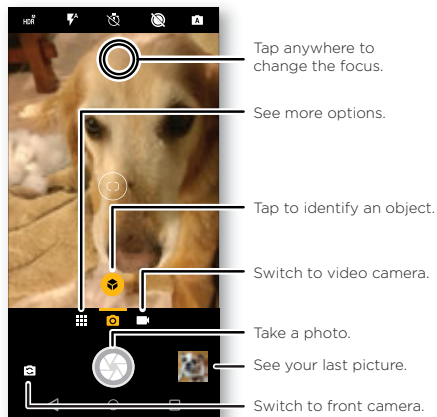 HDR
A
A
Tap anywhere to
change the focus.
See more options.
Tap to identify an object.
Switch to video camera.
Take a photo.
See your last picture.
Switch to front camera.